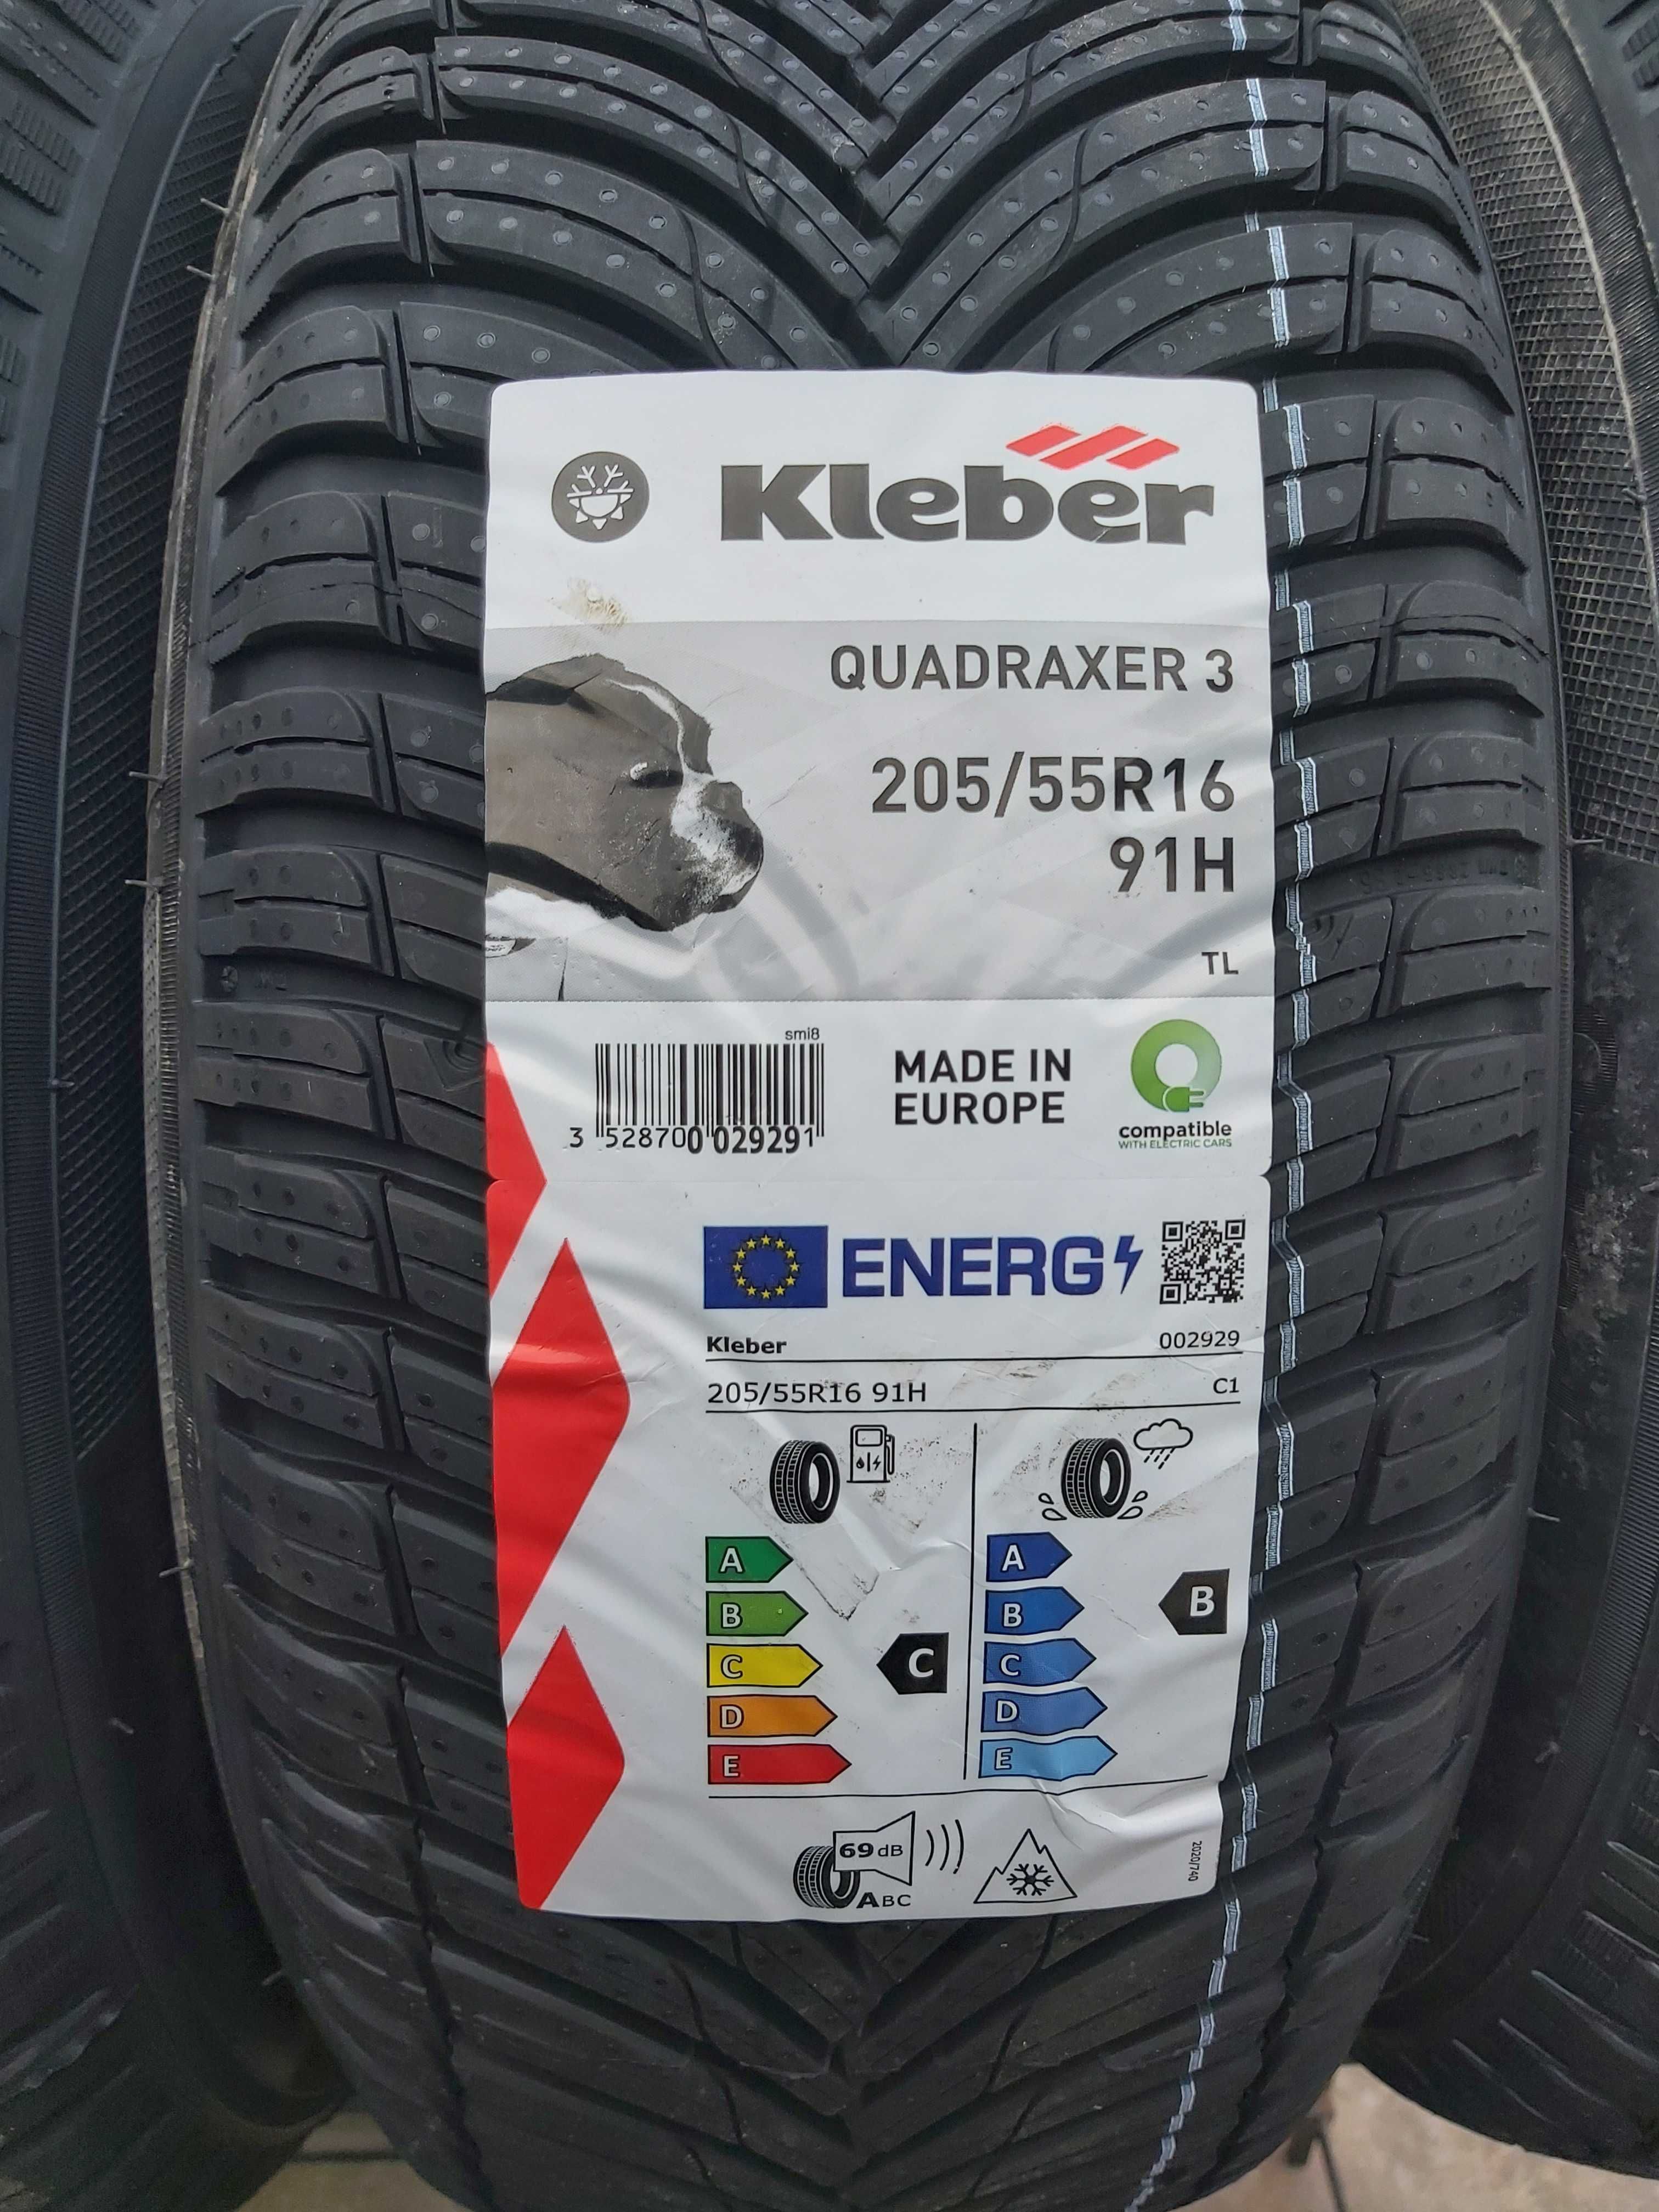 Kleber
QUADRAXER 3
205/55R16
91H
TL
smi8
3 528700 029291
MADE IN
EUROPE
compatible
WITH ELECTRIC CARS
ENERG
Kleber 002929
205/55R16 91H C1
A A
B B B
C C C
D D
E E
69 dB
ABC
2020/740